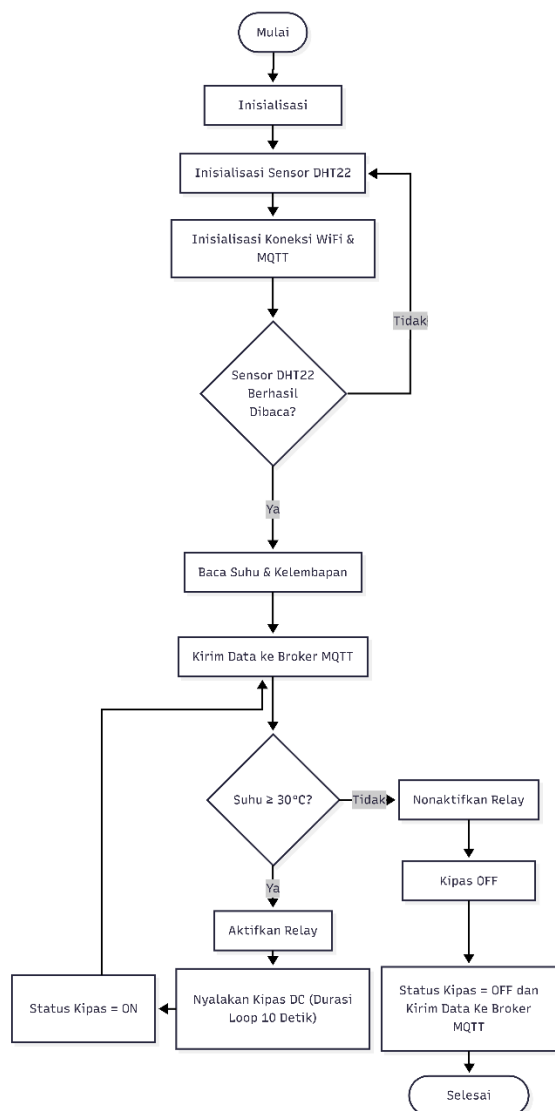 Mulai
Inisialisasi
Inisialisasi Sensor DHT22
Inisialisasi Koneksi WiFi &
MQTT
Tidak
Sensor DHT22
Berhasil
Dibaca?
Ya
Baca Suhu & Kelembapan
Kirim Data ke Broker MQTT
Suhu ≥ 30°C?
Tidak
Nonaktifkan Relay
Kipas OFF
Ya
Aktifkan Relay
Nyalakan Kipas DC (Durasi
Loop 10 Detik)
Status Kipas = ON
Status Kipas = OFF dan
Kirim Data Ke Broker
MQTT
Selesai